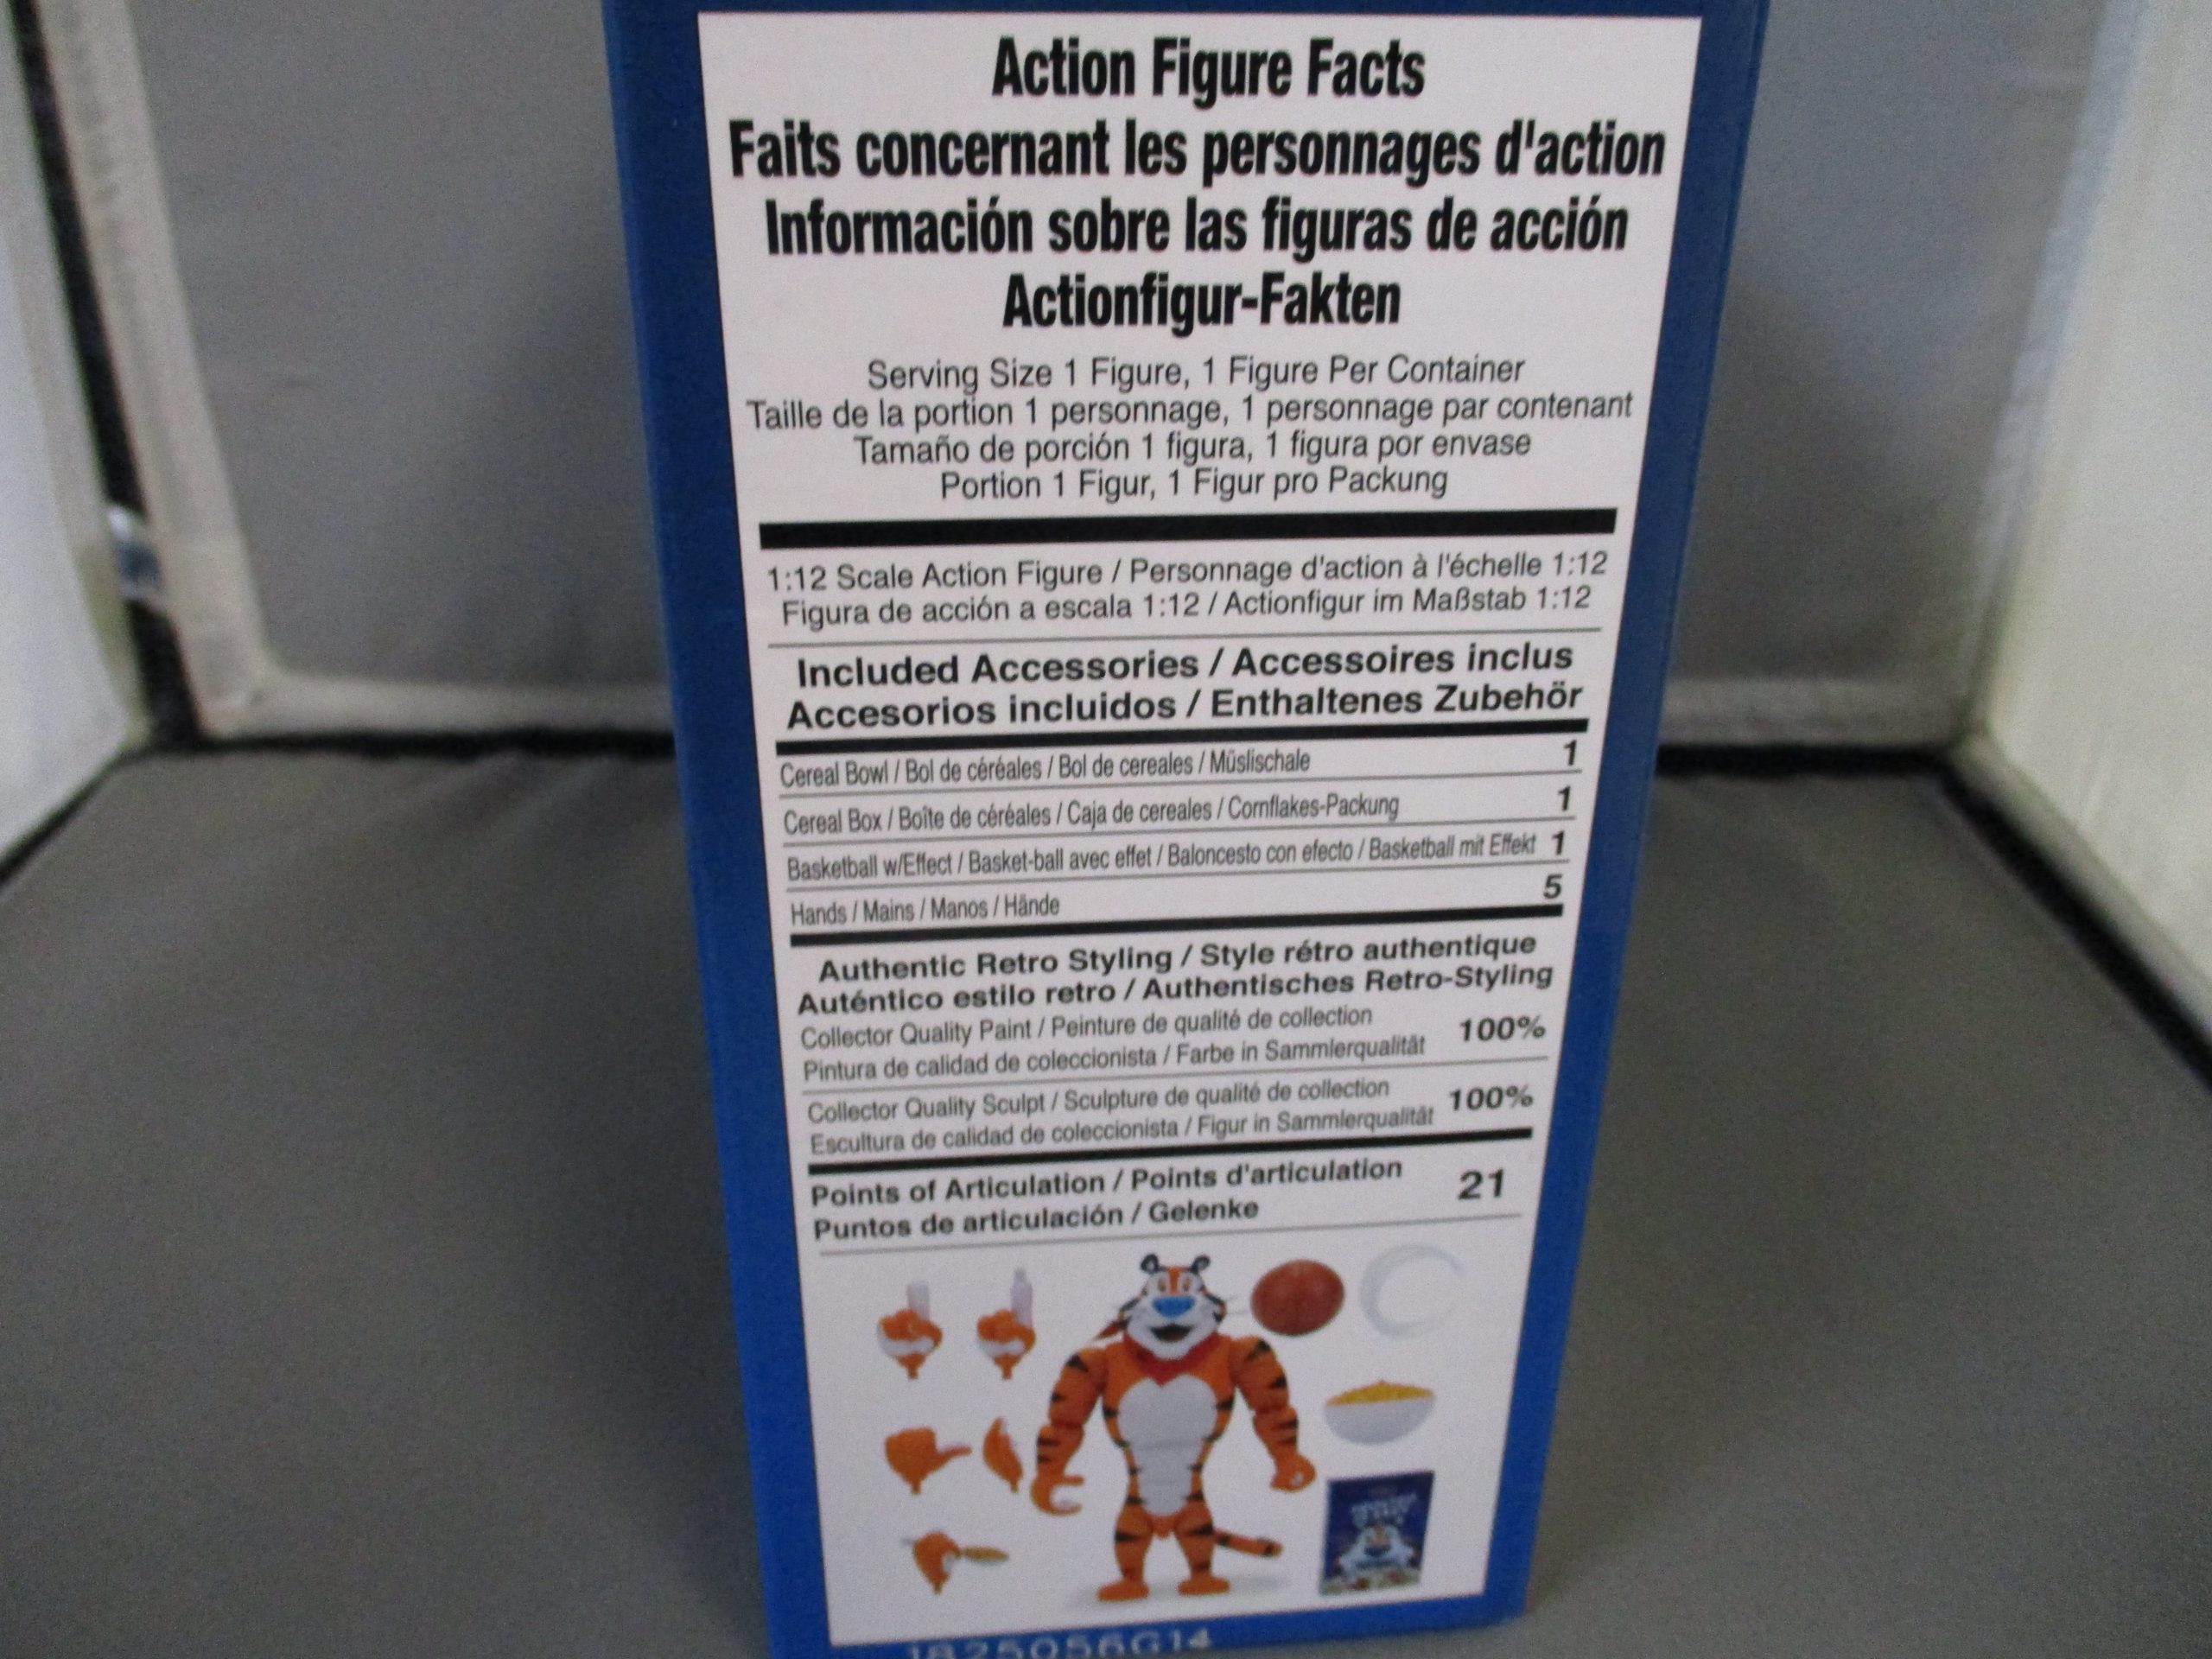 Action Figure Facts
Faits concernant les personnages d'action
Información sobre las figuras de acción
Actionfigur-Fakten
Serving Size 1 Figure, 1 Figure Per Container
Taille de la portion 1 personnage, 1 personnage par contenant
Tamaño de porción 1 figura, 1 figura por envase
Portion 1 Figur, 1 Figur pro Packung
1:12 Scale Action Figure / Personnage d'action à l'échelle 1:12
Figura de acción a escala 1:12 / Actionfigur im Maßstab 1:12
Included Accessories / Accessoires inclus
Accesorios incluidos / Enthaltenes Zubehör
Cereal Bowl / Bol de céréales / Bol de cereales / Müslischale 1
Cereal Box / Boîte de céréales / Caja de cereales / Cornflakes-Packung 1
Basketball w/Effect / Basket-ball avec effet / Baloncesto con efecto / Basketball mit Effekt 1
Hands / Mains / Manos / Hände 5
Authentic Retro Styling / Style rétro authentique
Auténtico estilo retro / Authentisches Retro-Styling
Collector Quality Paint / Peinture de qualité de collection
Pintura de calidad de coleccionista / Farbe in Sammlerqualität 100%
Collector Quality Sculpt / Sculpture de qualité de collection
Escultura de calidad de coleccionista / Figur in Sammlerqualität 100%
Points of Articulation / Points d'articulation
Puntos de articulación / Gelenke 21
1825056G14